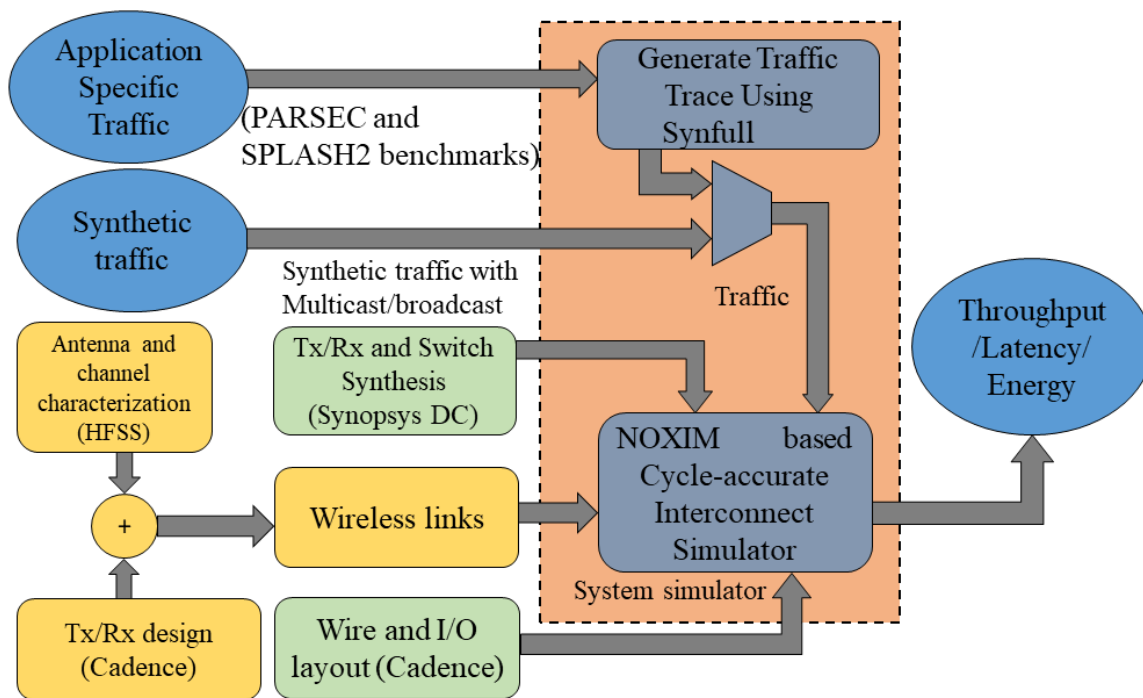 Application
Specific
Traffic
(PARSEC and
SPLASH2 benchmarks)
Generate Traffic
Trace Using
Synfull
Synthetic
traffic
Synthetic traffic with
Multicast/broadcast
Traffic
Throughput
/Latency/
Energy
Antenna and
channel
characterization
(HFSS)
Tx/Rx and Switch
Synthesis
(Synopsys DC)
NOXIM based
Cycle-accurate
Interconnect
Simulator
+
Wireless links
System simulator
Tx/Rx design
(Cadence)
Wire and I/O
layout (Cadence)